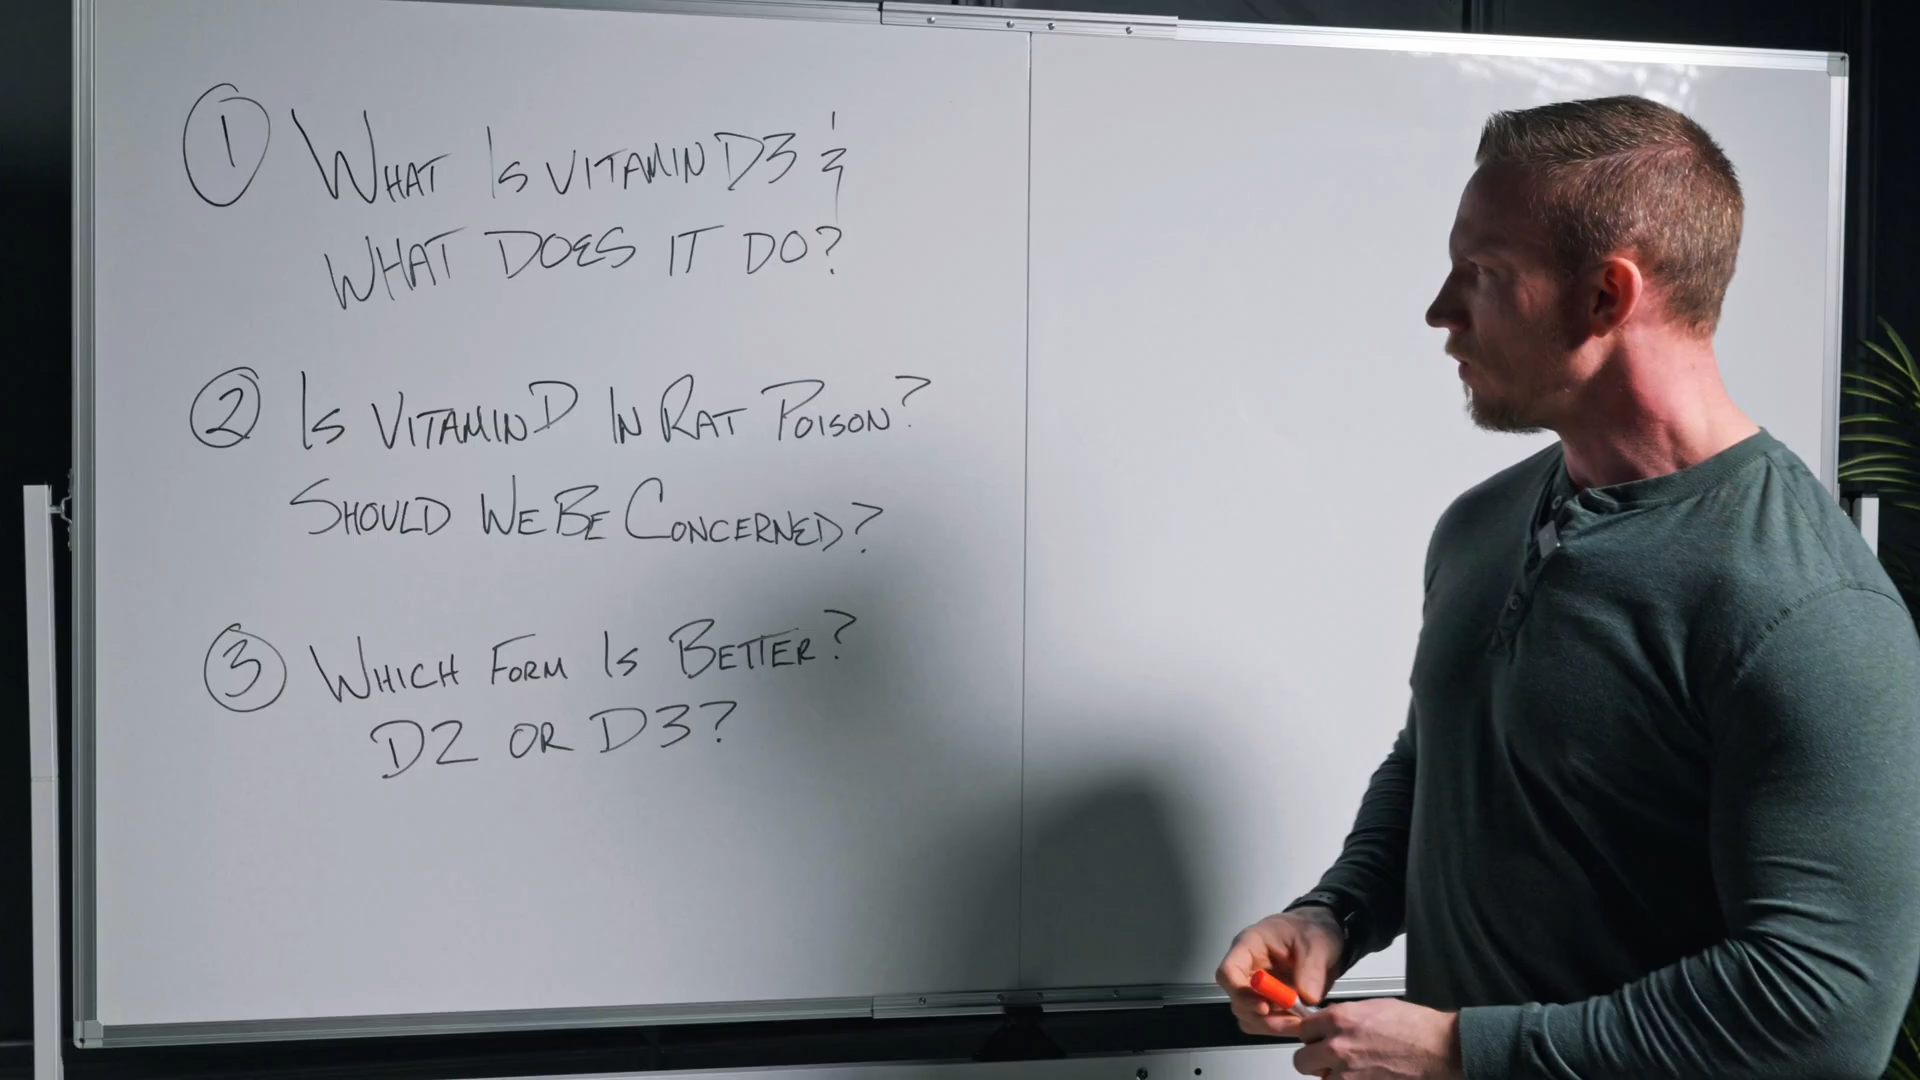 ① WHAT IS VITAMIN D3 &
WHAT DOES IT DO?
② IS VITAMIN D IN RAT POISON?
SHOULD WE BE CONCERNED?
③ WHICH FORM IS BETTER?
D2 OR D3?